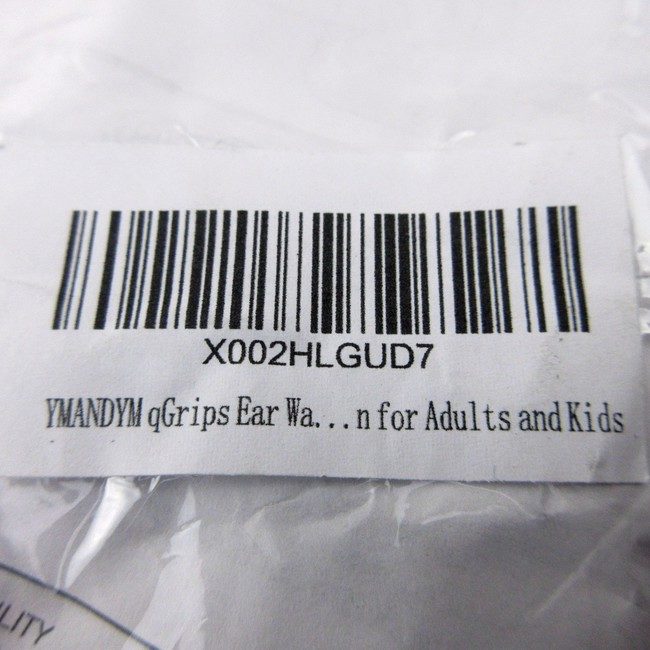 X002HLGUD7
YMANDYM qGrips Ear Wa...n for Adults and Kids